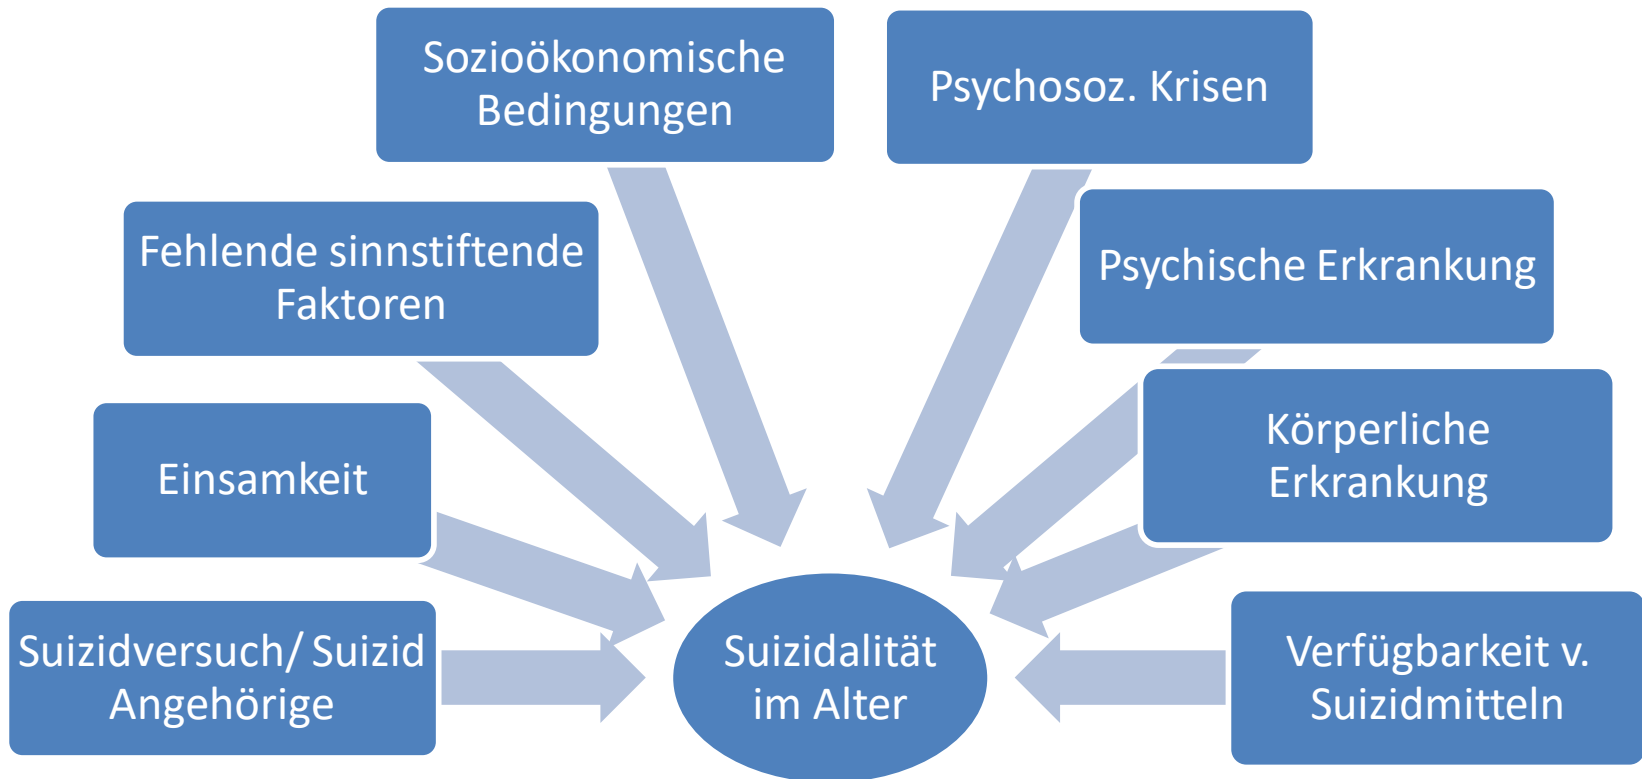 Sozioökonomische
Bedingungen
Psychosoz. Krisen
Fehlende sinnstiftende
Faktoren
Psychische Erkrankung
Einsamkeit
Körperliche
Erkrankung
Suizidversuch/ Suizid
Angehörige
Suizidalität
im Alter
Verfügbarkeit v.
Suizidmitteln